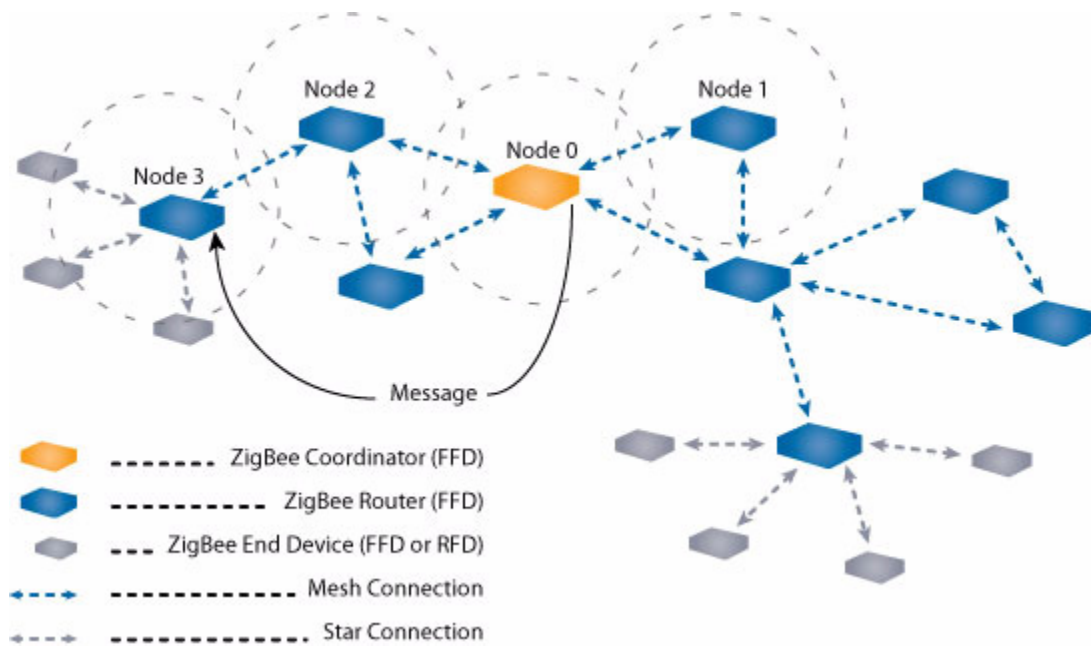 Node 2
Node 1
Node 0
Node 3
Message
ZigBee Coordinator (FFD)
ZigBee Router (FFD)
ZigBee End Device (FFD or RFD)
Mesh Connection
Star Connection